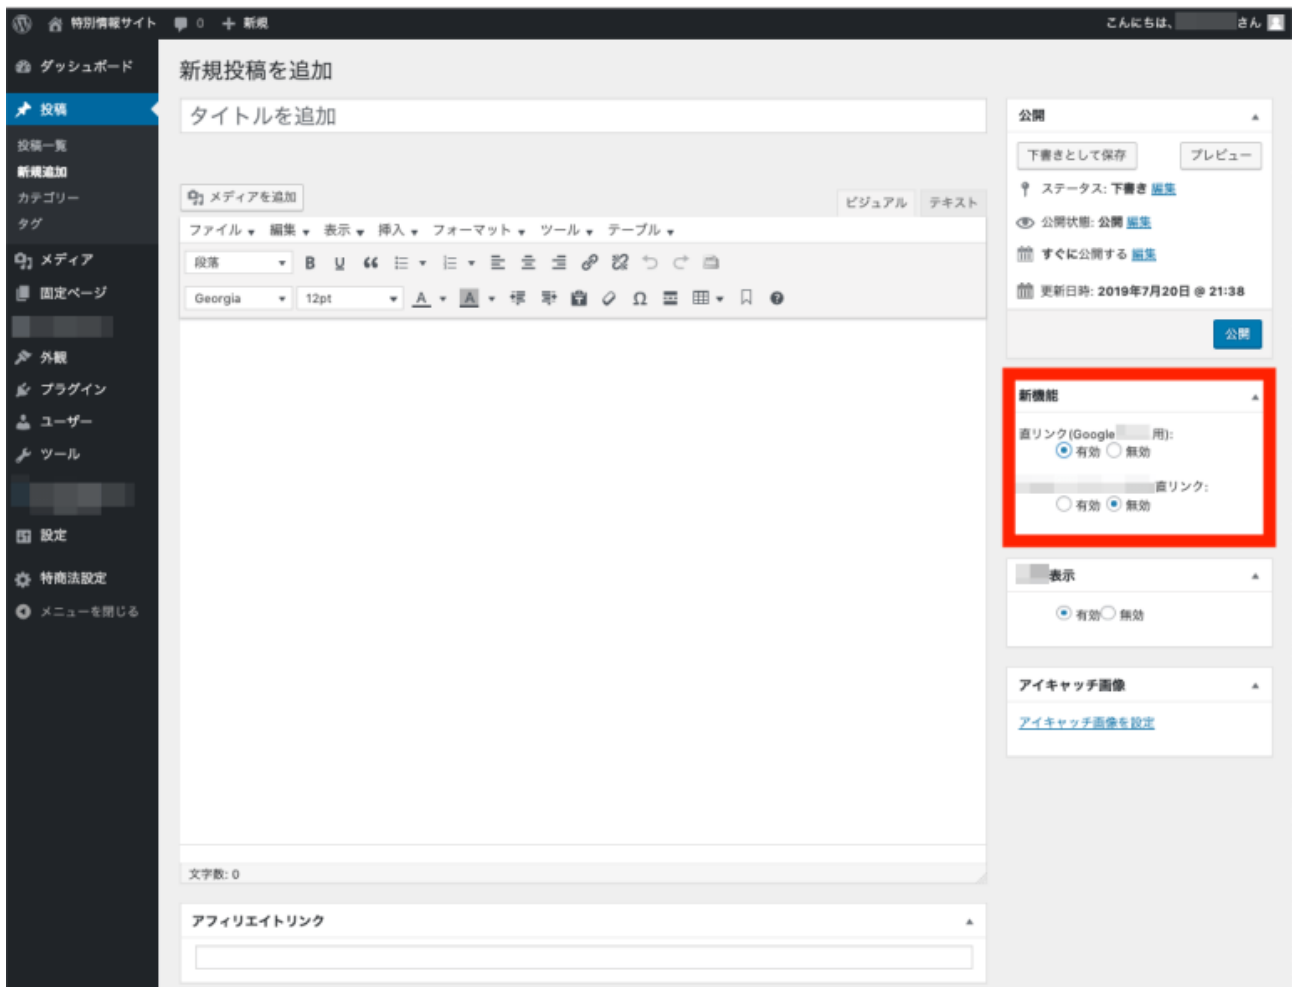 特別情報サイト 0 + 新規
こんにちは、 さん
ダッシュボード
投稿
投稿一覧
新規追加
カテゴリー
タグ
メディア
固定ページ
外観
プラグイン
ユーザー
ツール
設定
特商法設定
メニューを閉じる
新規投稿を追加
タイトルを追加
メディアを追加
ビジュアル テキスト
ファイル 編集 表示 挿入 フォーマット ツール テーブル
段落 B U
Georgia 12pt A A Ω
文字数: 0
アフィリエイトリンク
公開
下書きとして保存 プレビュー
ステータス: 下書き 編集
公開状態: 公開 編集
すぐに公開する 編集
更新日時: 2019年7月20日 @ 21:38
公開
新機能
直リンク(Google 用):
有効 無効
直リンク:
有効 無効
表示
有効 無効
アイキャッチ画像
アイキャッチ画像を設定